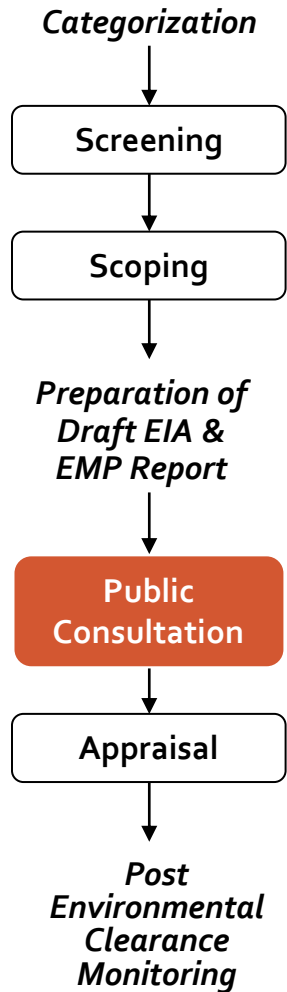 Categorization
Screening
Scoping
Preparation of
Draft EIA &
EMP Report
Public
Consultation
Appraisal
Post
Environmental
Clearance
Monitoring